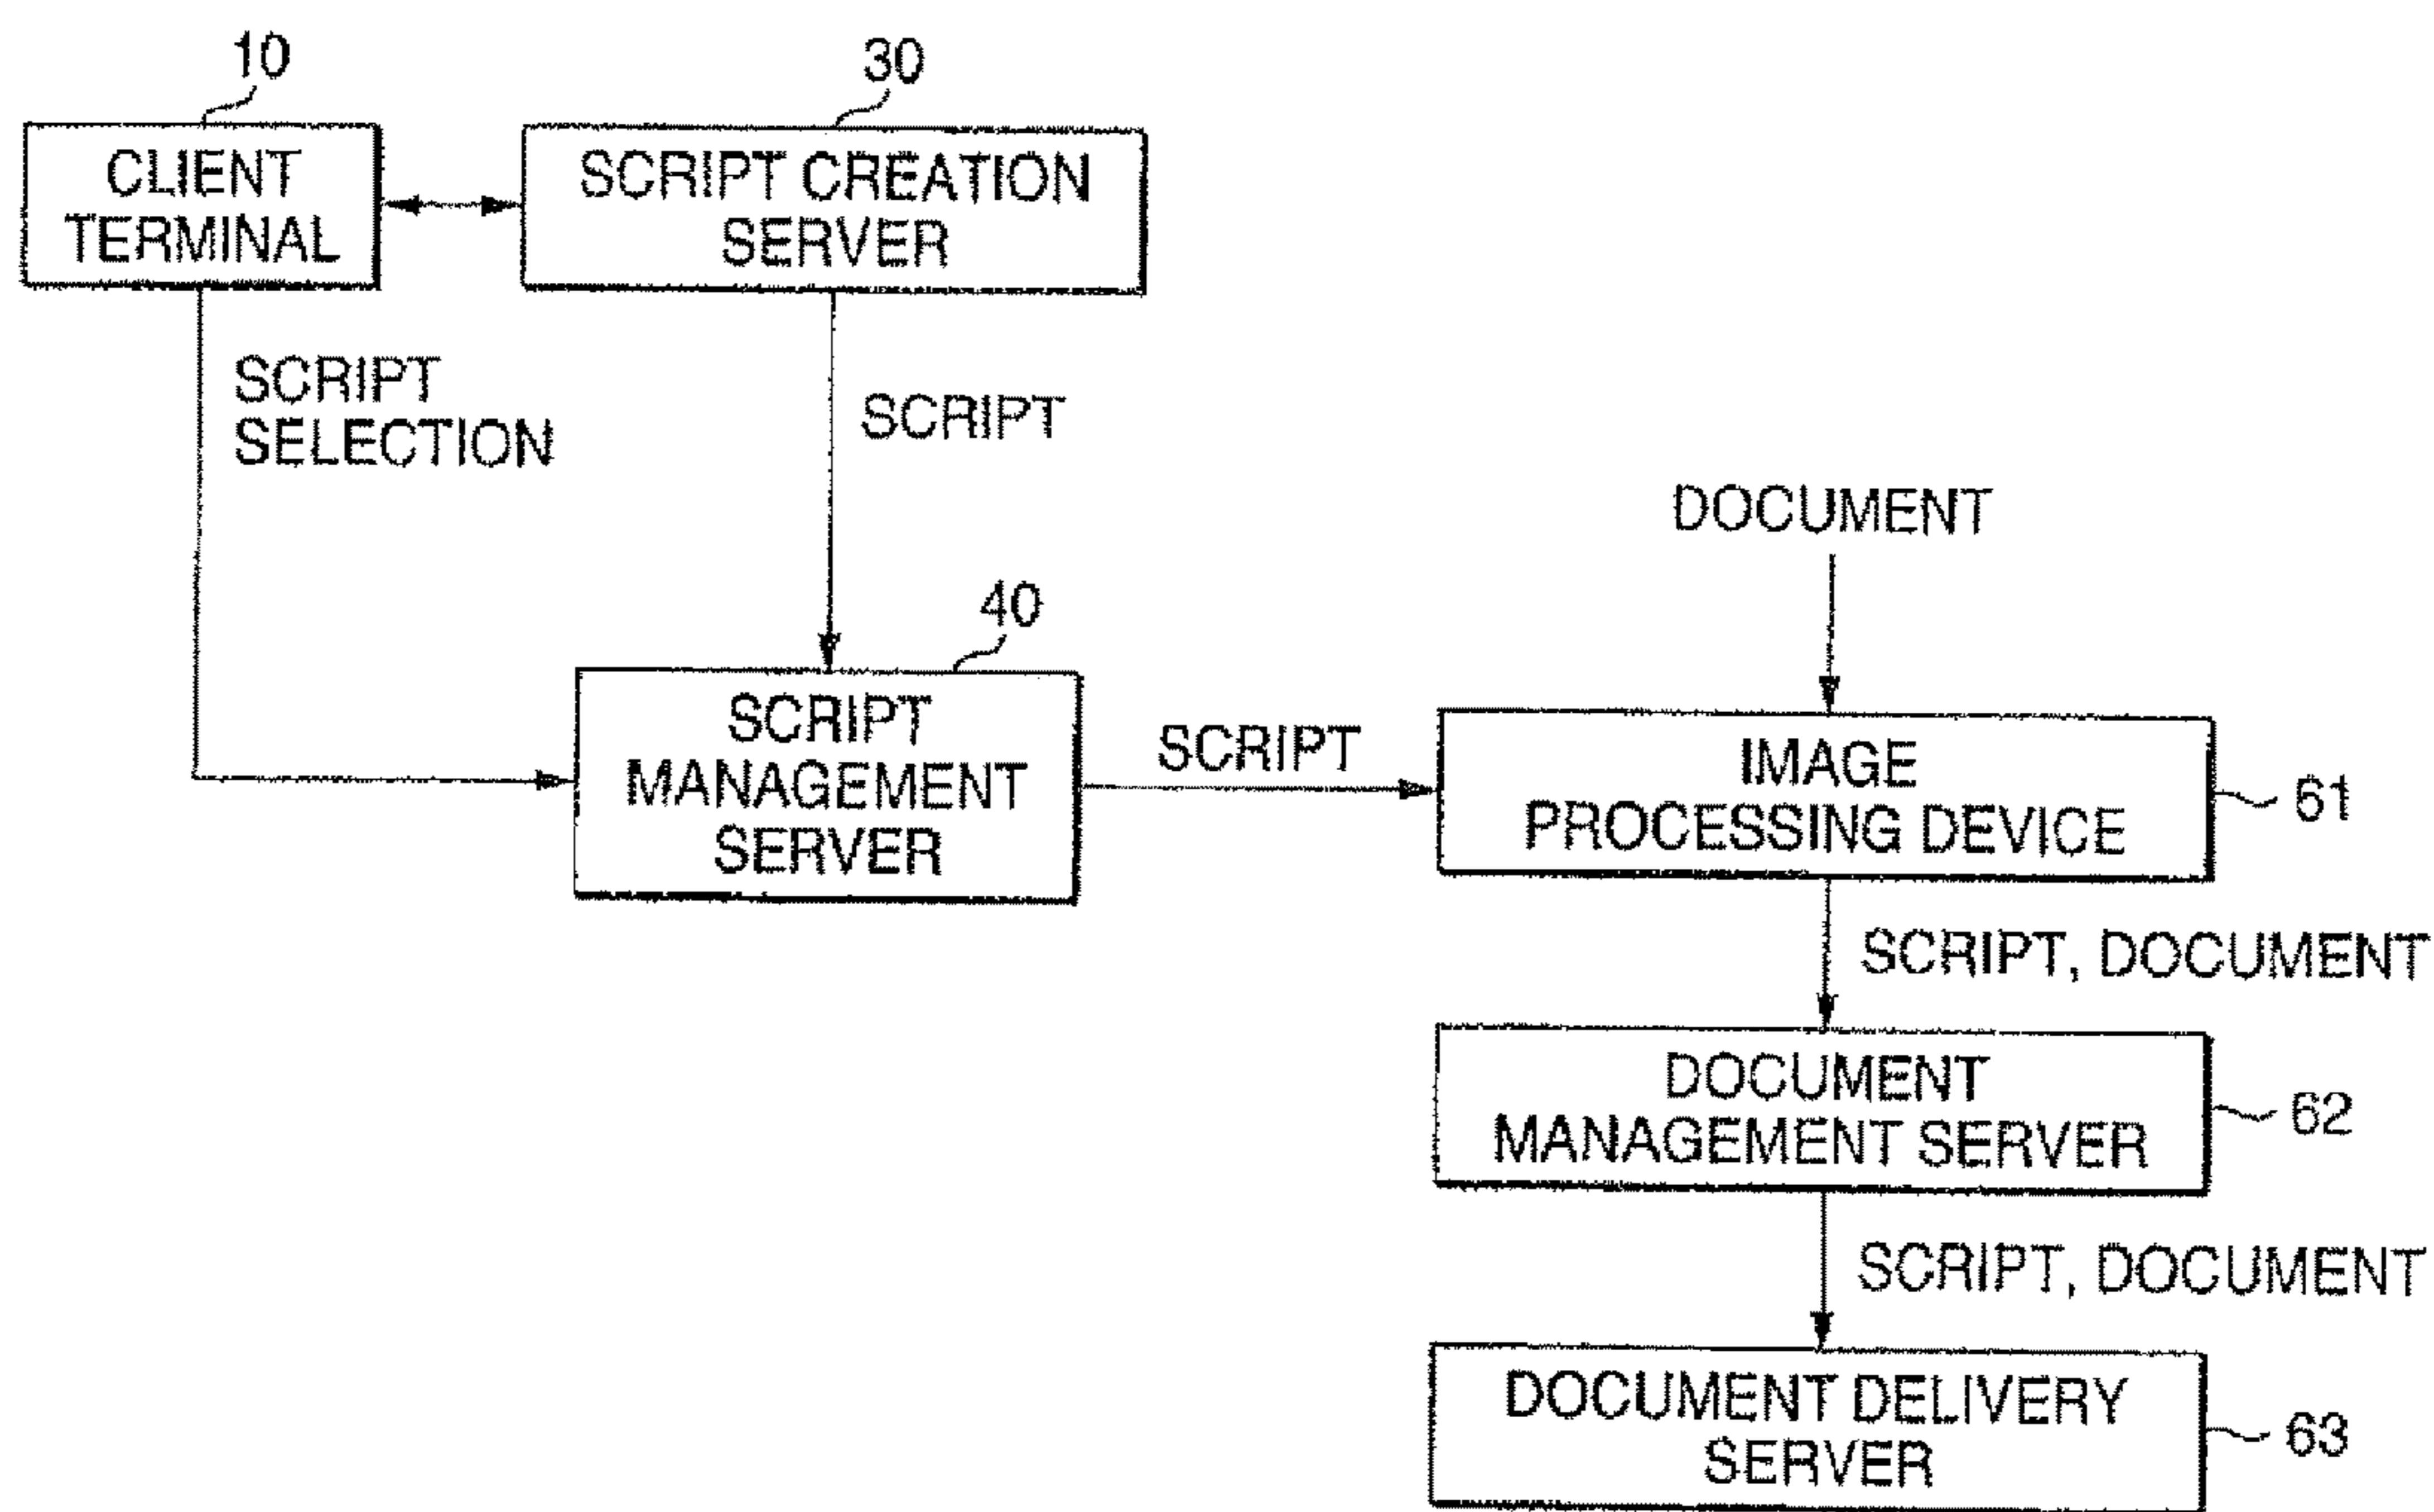 10
30
CLIENT
TERMINAL
SCRIPT CREATION
SERVER
SCRIPT
SELECTION
SCRIPT
DOCUMENT
40
SCRIPT
MANAGEMENT
SERVER
SCRIPT
IMAGE
PROCESSING DEVICE
61
SCRIPT, DOCUMENT
DOCUMENT
MANAGEMENT SERVER
62
SCRIPT, DOCUMENT
DOCUMENT DELIVERY
SERVER
63